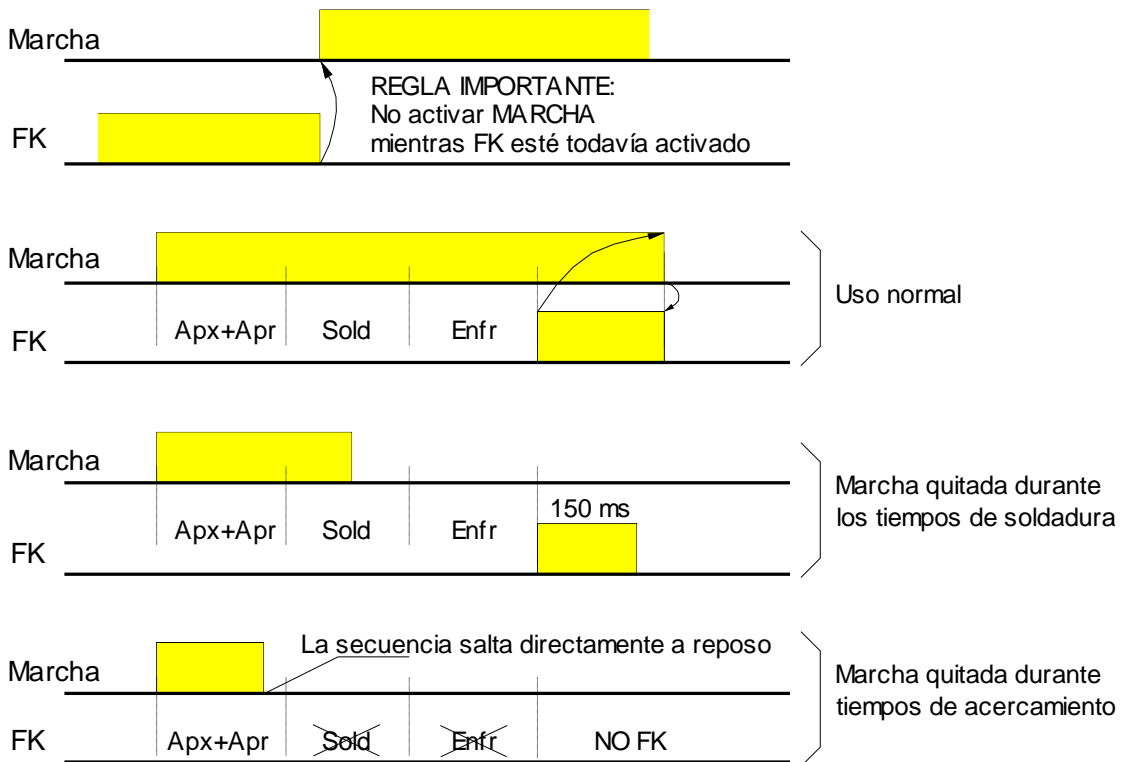 Marcha
REGLA IMPORTANTE:
No activar MARCHA
mientras FK esté todavía activado
FK
Marcha
Uso normal
Apx+Apr Sold Enfr
FK
Marcha
Marcha quitada durante
los tiempos de soldadura
150 ms
Apx+Apr Sold Enfr
FK
La secuencia salta directamente a reposo
Marcha
Marcha quitada durante
tiempos de acercamiento
FK Apx+Apr Sold Enfr NO FK